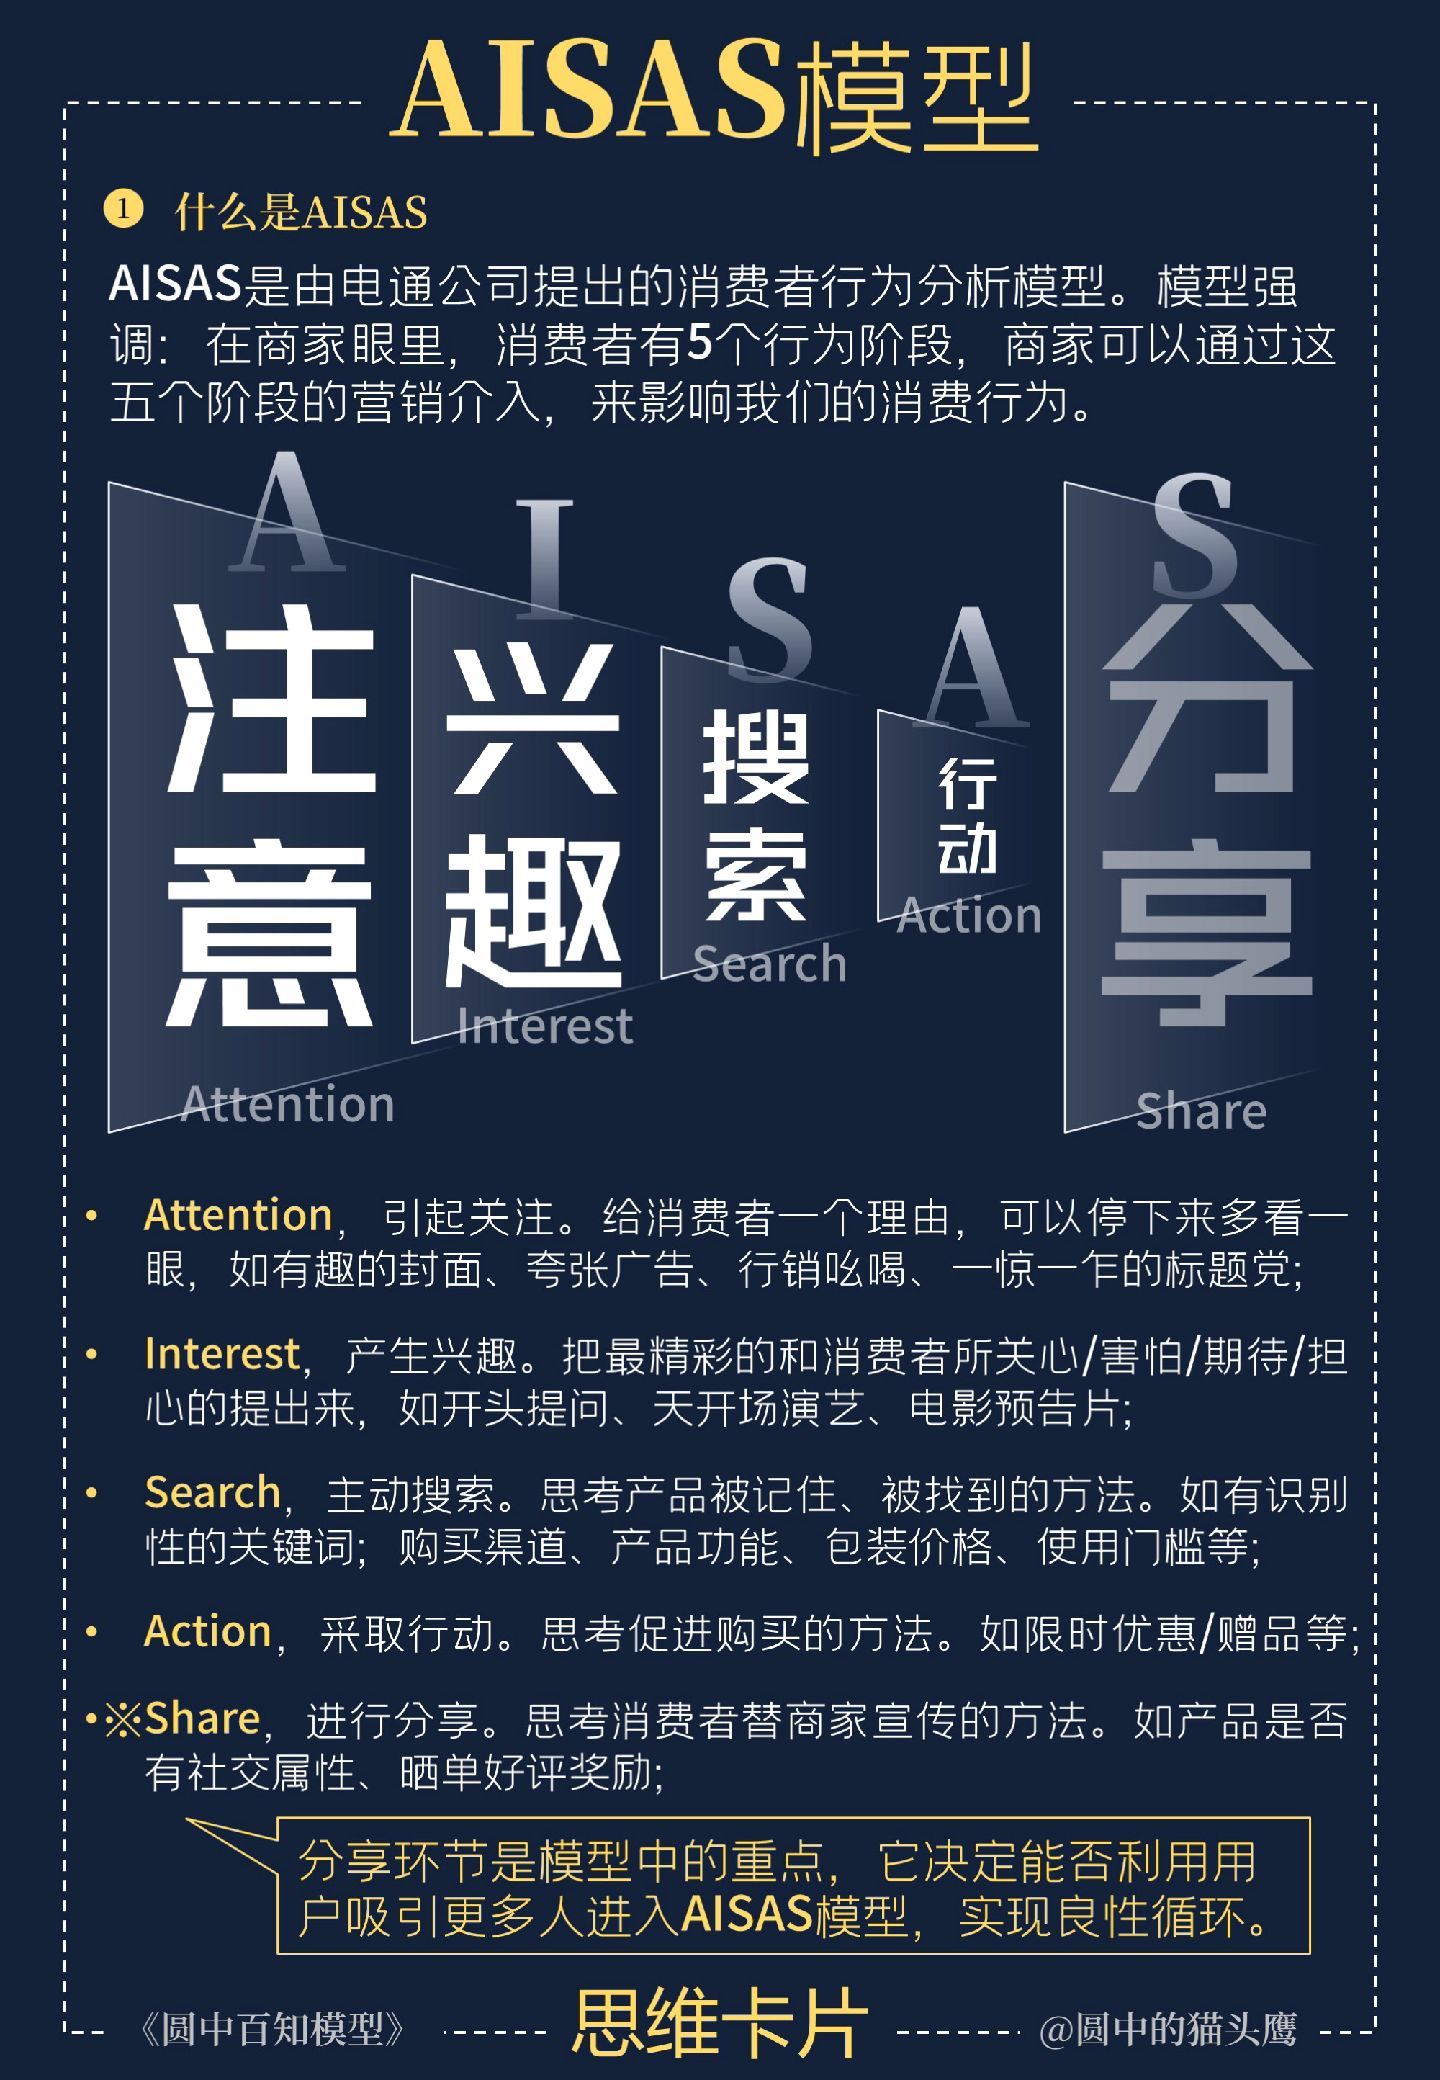 AISAS模型
1 什么是AISAS
AISAS是由电通公司提出的消费者行为分析模型。模型强
调：在商家眼里，消费者有5个行为阶段，商家可以通过这
五个阶段的营销介入，来影响我们的消费行为。
A
注意
Attention
I
兴趣
Interest
S
搜索
Search
A
行动
Action
S
分享
Share
• Attention，引起关注。给消费者一个理由，可以停下来多看一
眼，如有趣的封面、夸张广告、行销吆喝、一惊一乍的标题党;
• Interest，产生兴趣。把最精彩的和消费者所关心/害怕/期待/担
心的提出来，如开头提问、天开场演艺、电影预告片;
• Search，主动搜索。思考产品被记住、被找到的方法。如有识别
性的关键词；购买渠道、产品功能、包装价格、使用门槛等;
• Action，采取行动。思考促进购买的方法。如限时优惠/赠品等;
•※Share，进行分享。思考消费者替商家宣传的方法。如产品是否
有社交属性、晒单好评奖励;
分享环节是模型中的重点，它决定能否利用用
户吸引更多人进入AISAS模型，实现良性循环。
《圆中百知模型》
思维卡片
@圆中的猫头鹰